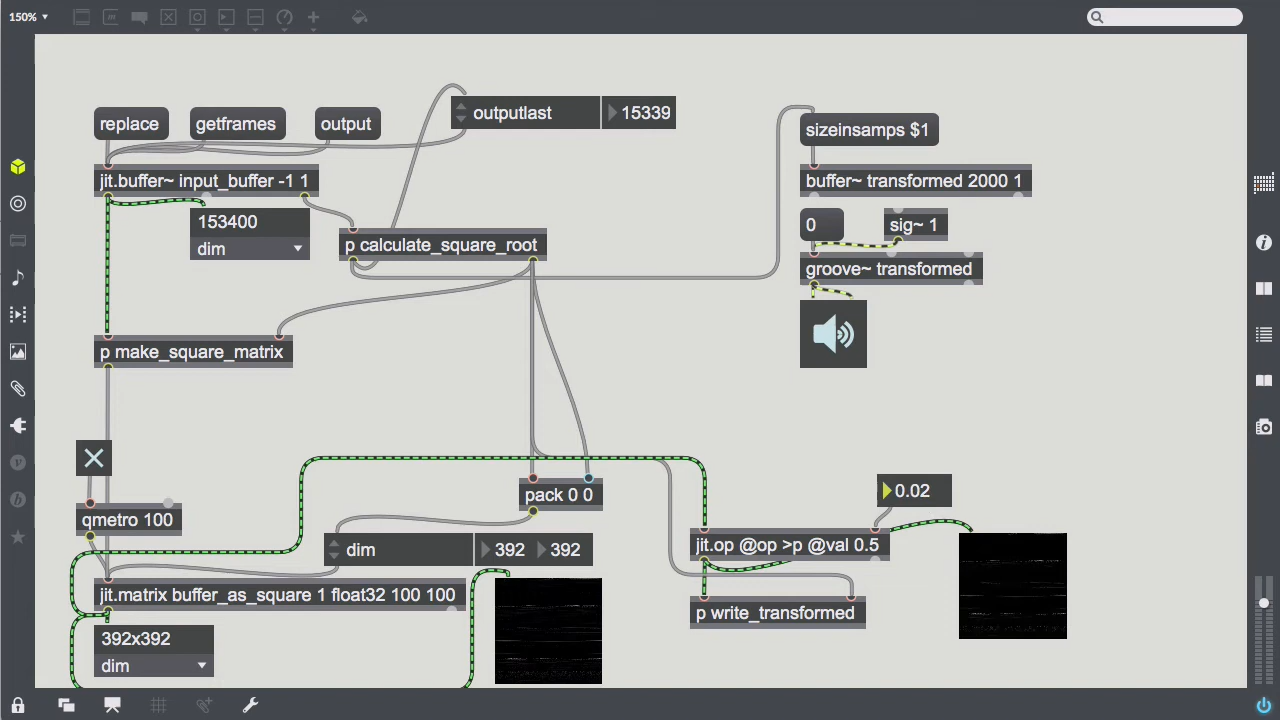 150%
replace
getframes
output
outputlast
15339
sizeinsamps $1
jit.buffer~ input_buffer -1 1
buffer~ transformed 2000 1
153400
dim
0
sig~ 1
p calculate_square_root
groove~ transformed
p make_square_matrix
qmetro 100
pack 0 0
0.02
dim
392
392
jit.op @op >p @val 0.5
jit.matrix buffer_as_square 1 float32 100 100
p write_transformed
392x392
dim